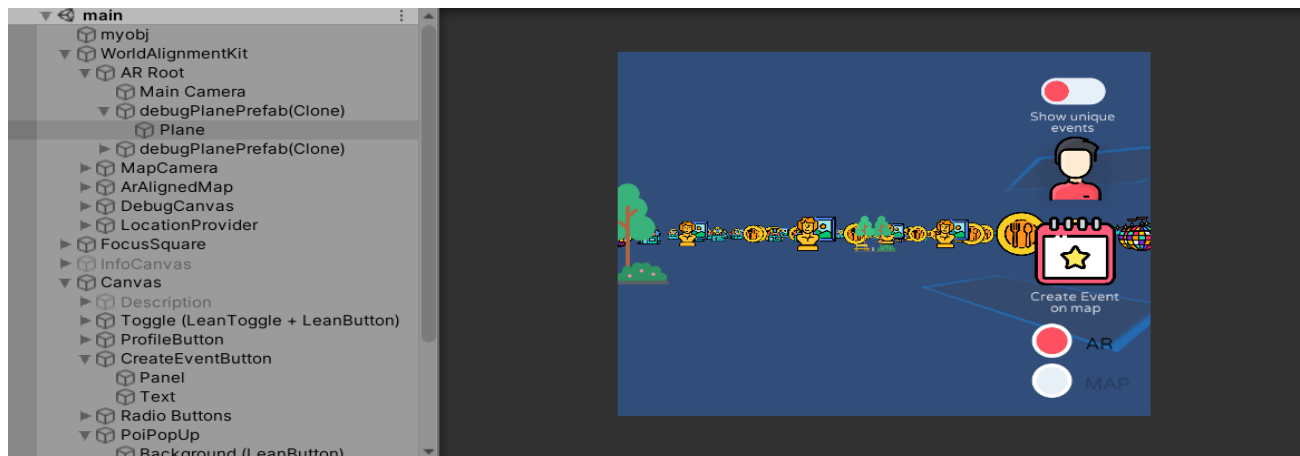 main
myobj
WorldAlignmentKit
AR Root
Main Camera
debugPlanePrefab(Clone)
Plane
debugPlanePrefab(Clone)
MapCamera
ArAlignedMap
DebugCanvas
LocationProvider
FocusSquare
InfoCanvas
Canvas
Description
Toggle (LeanToggle + LeanButton)
ProfileButton
CreateEventButton
Panel
Text
Radio Buttons
PoiPopUp
Background (LeanButton)
Show unique
events
Create Event
on map
AR
MAP